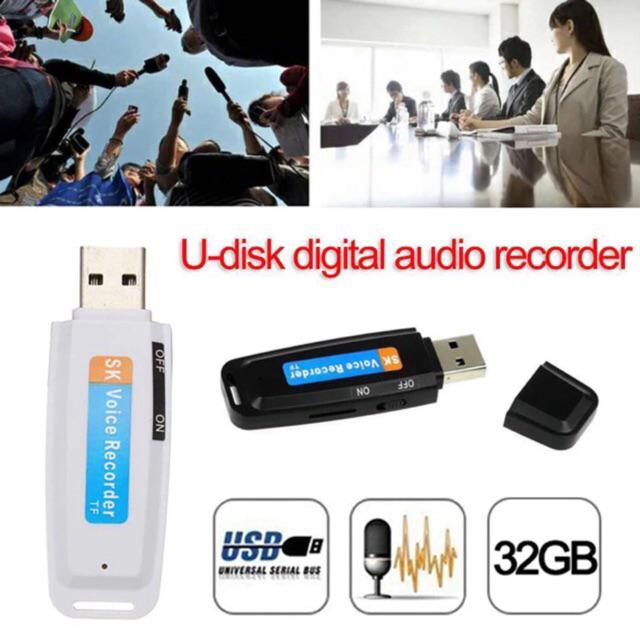 U-disk digital audio recorder
SK Voice Recorder
TF
OFF
ON
SK Voice Recorder
TF
ON
OFF
USB
UNIVERSAL SERIAL BUS
32GB